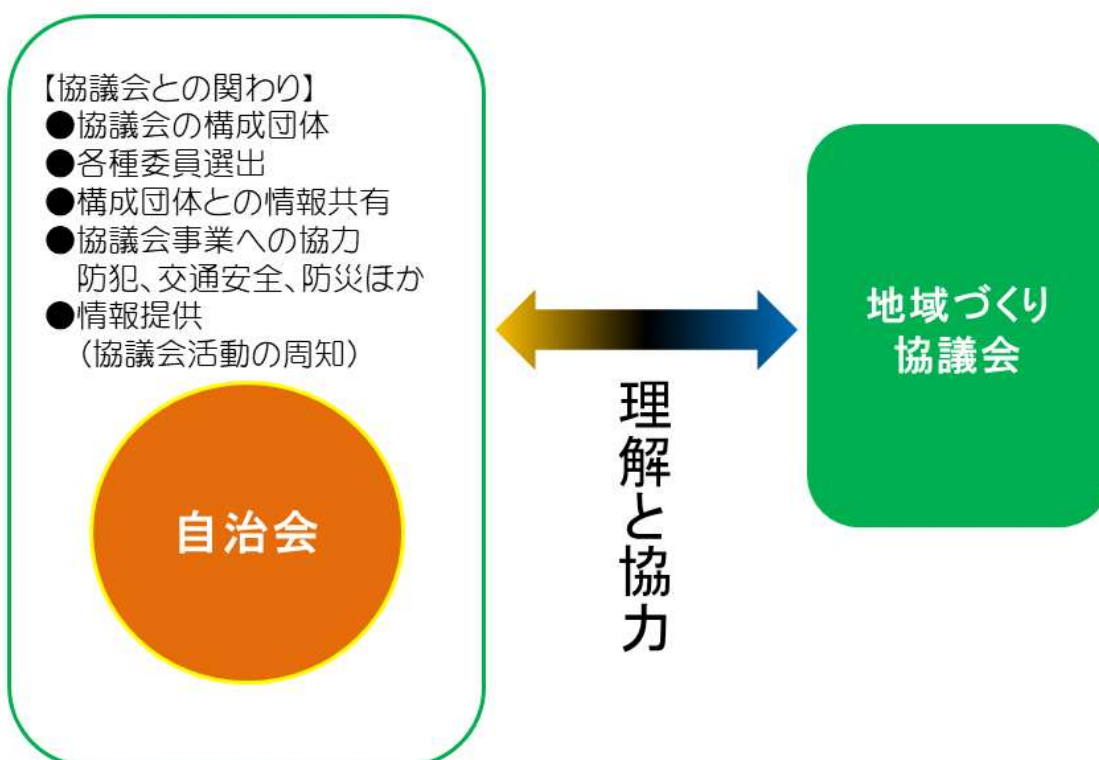 【協議会との関わり】
●協議会の構成団体
●各種委員選出
●構成団体との情報共有
●協議会事業への協力
防犯、交通安全、防災ほか
●情報提供
（協議会活動の周知）
自治会
理解と協力
地域づくり
協議会